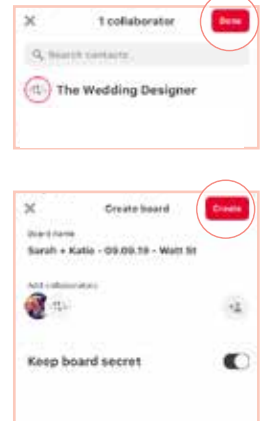 1 collaborator
Done
Search contacts
The Wedding Designer
Create board
Create
Board name
Sarah + Katie - 09.09.19 - Watt St
Add collaborators
Keep board secret